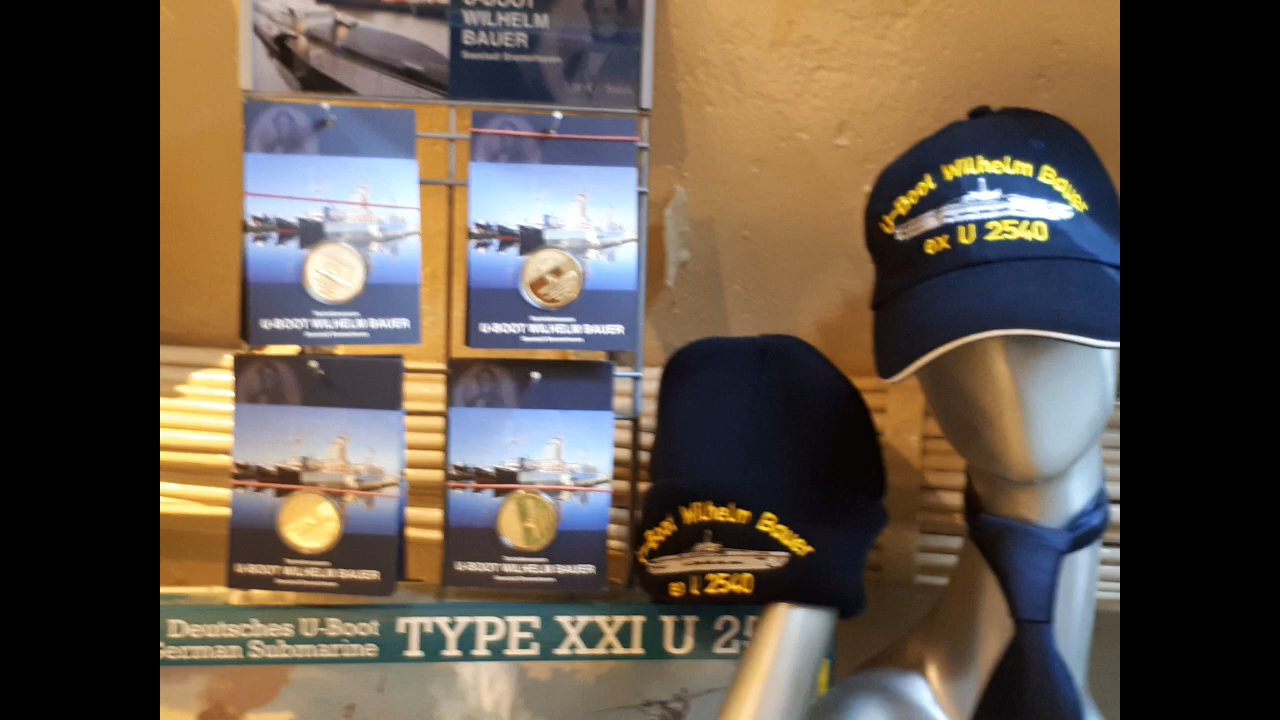 U-BOOT
WILHELM
BAUER
U-BOOT WILHELM BAUER
U-BOOT WILHELM BAUER
U-BOOT WILHELM BAUER
U-BOOT WILHELM BAUER
U-Boot Wilhelm Bauer
ex U 2540
U-Boot Wilhelm Bauer
2540
Deutsches U-Boot
German Submarine
TYPE XXI U 25